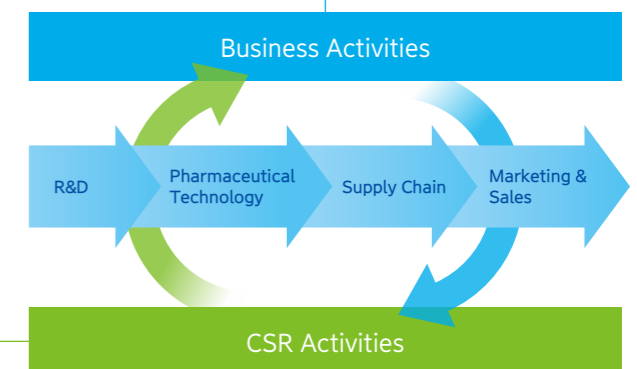 Business Activities
R&D
Pharmaceutical
Technology
Supply Chain
Marketing &
Sales
CSR Activities